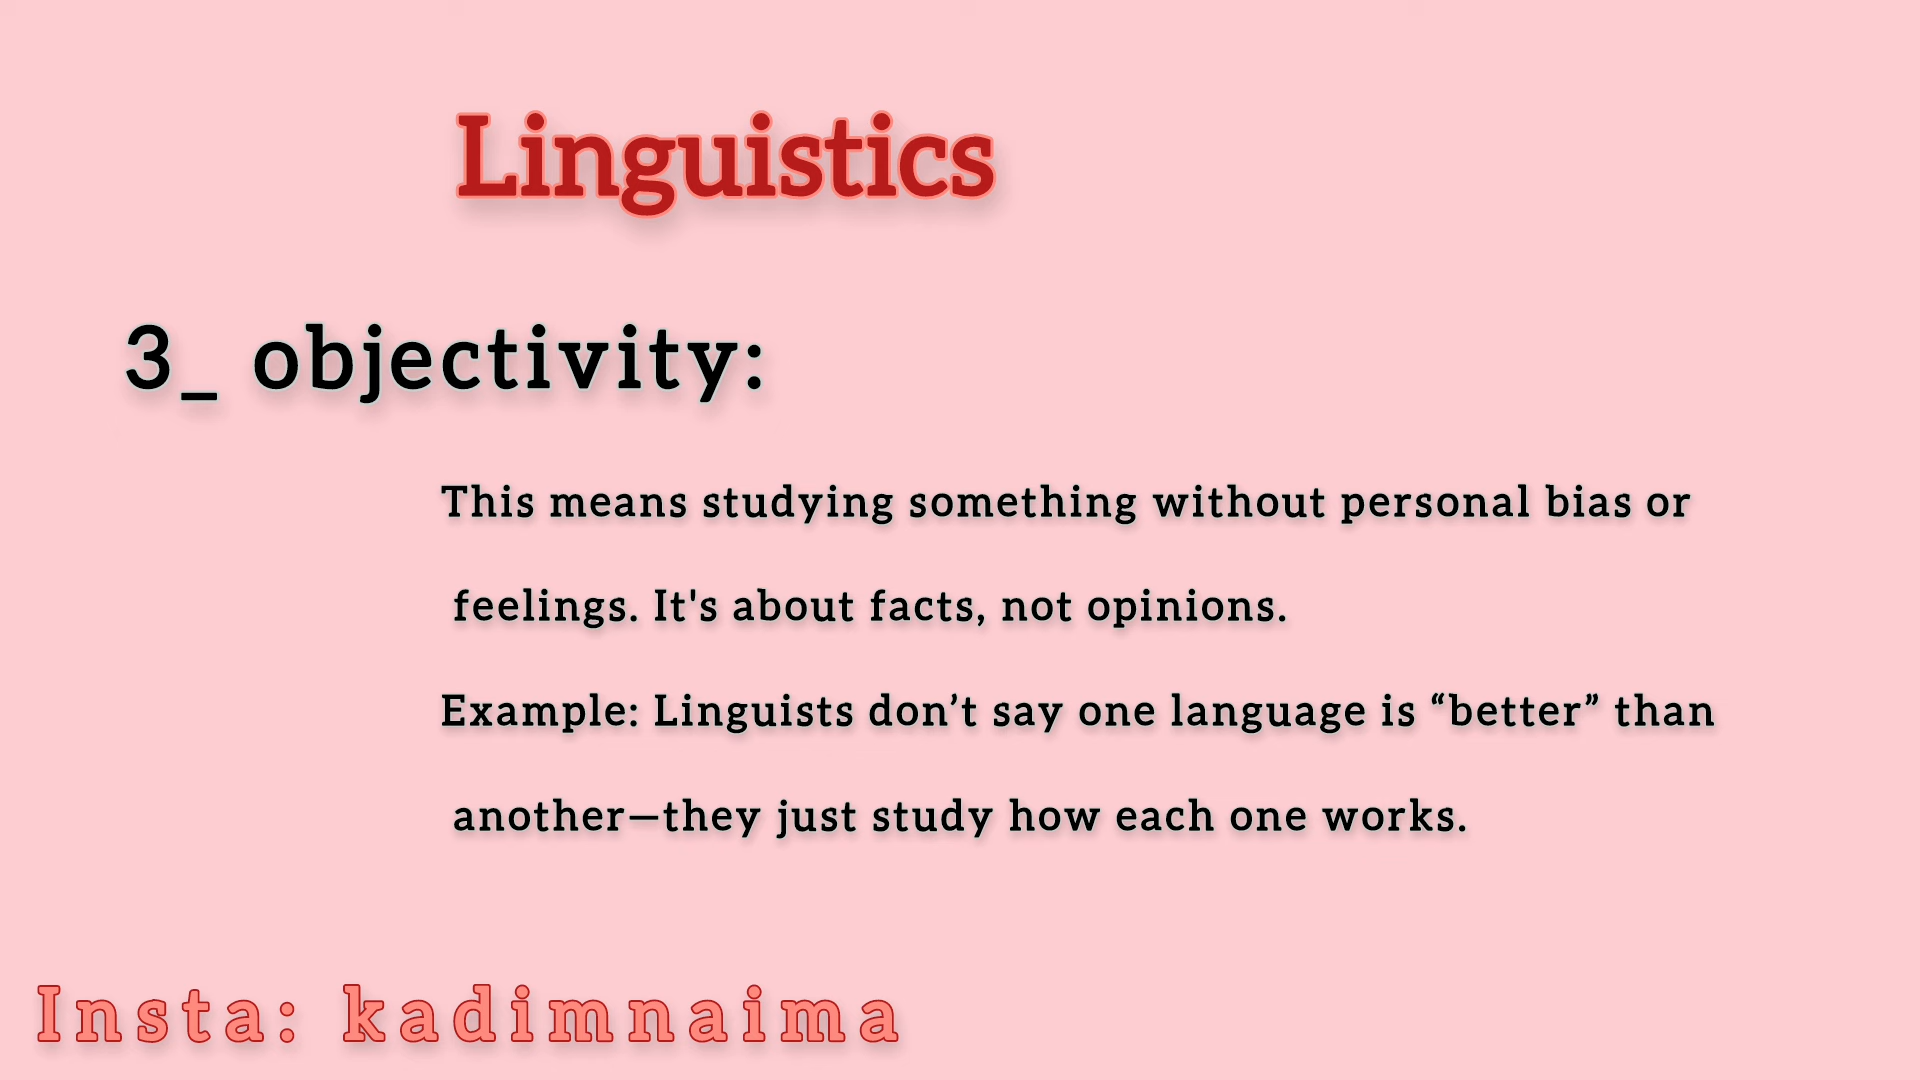 Linguistics
3_ objectivity:
This means studying something without personal bias or
feelings. It's about facts, not opinions.
Example: Linguists don’t say one language is “better” than
another—they just study how each one works.
Insta: kadimnaima